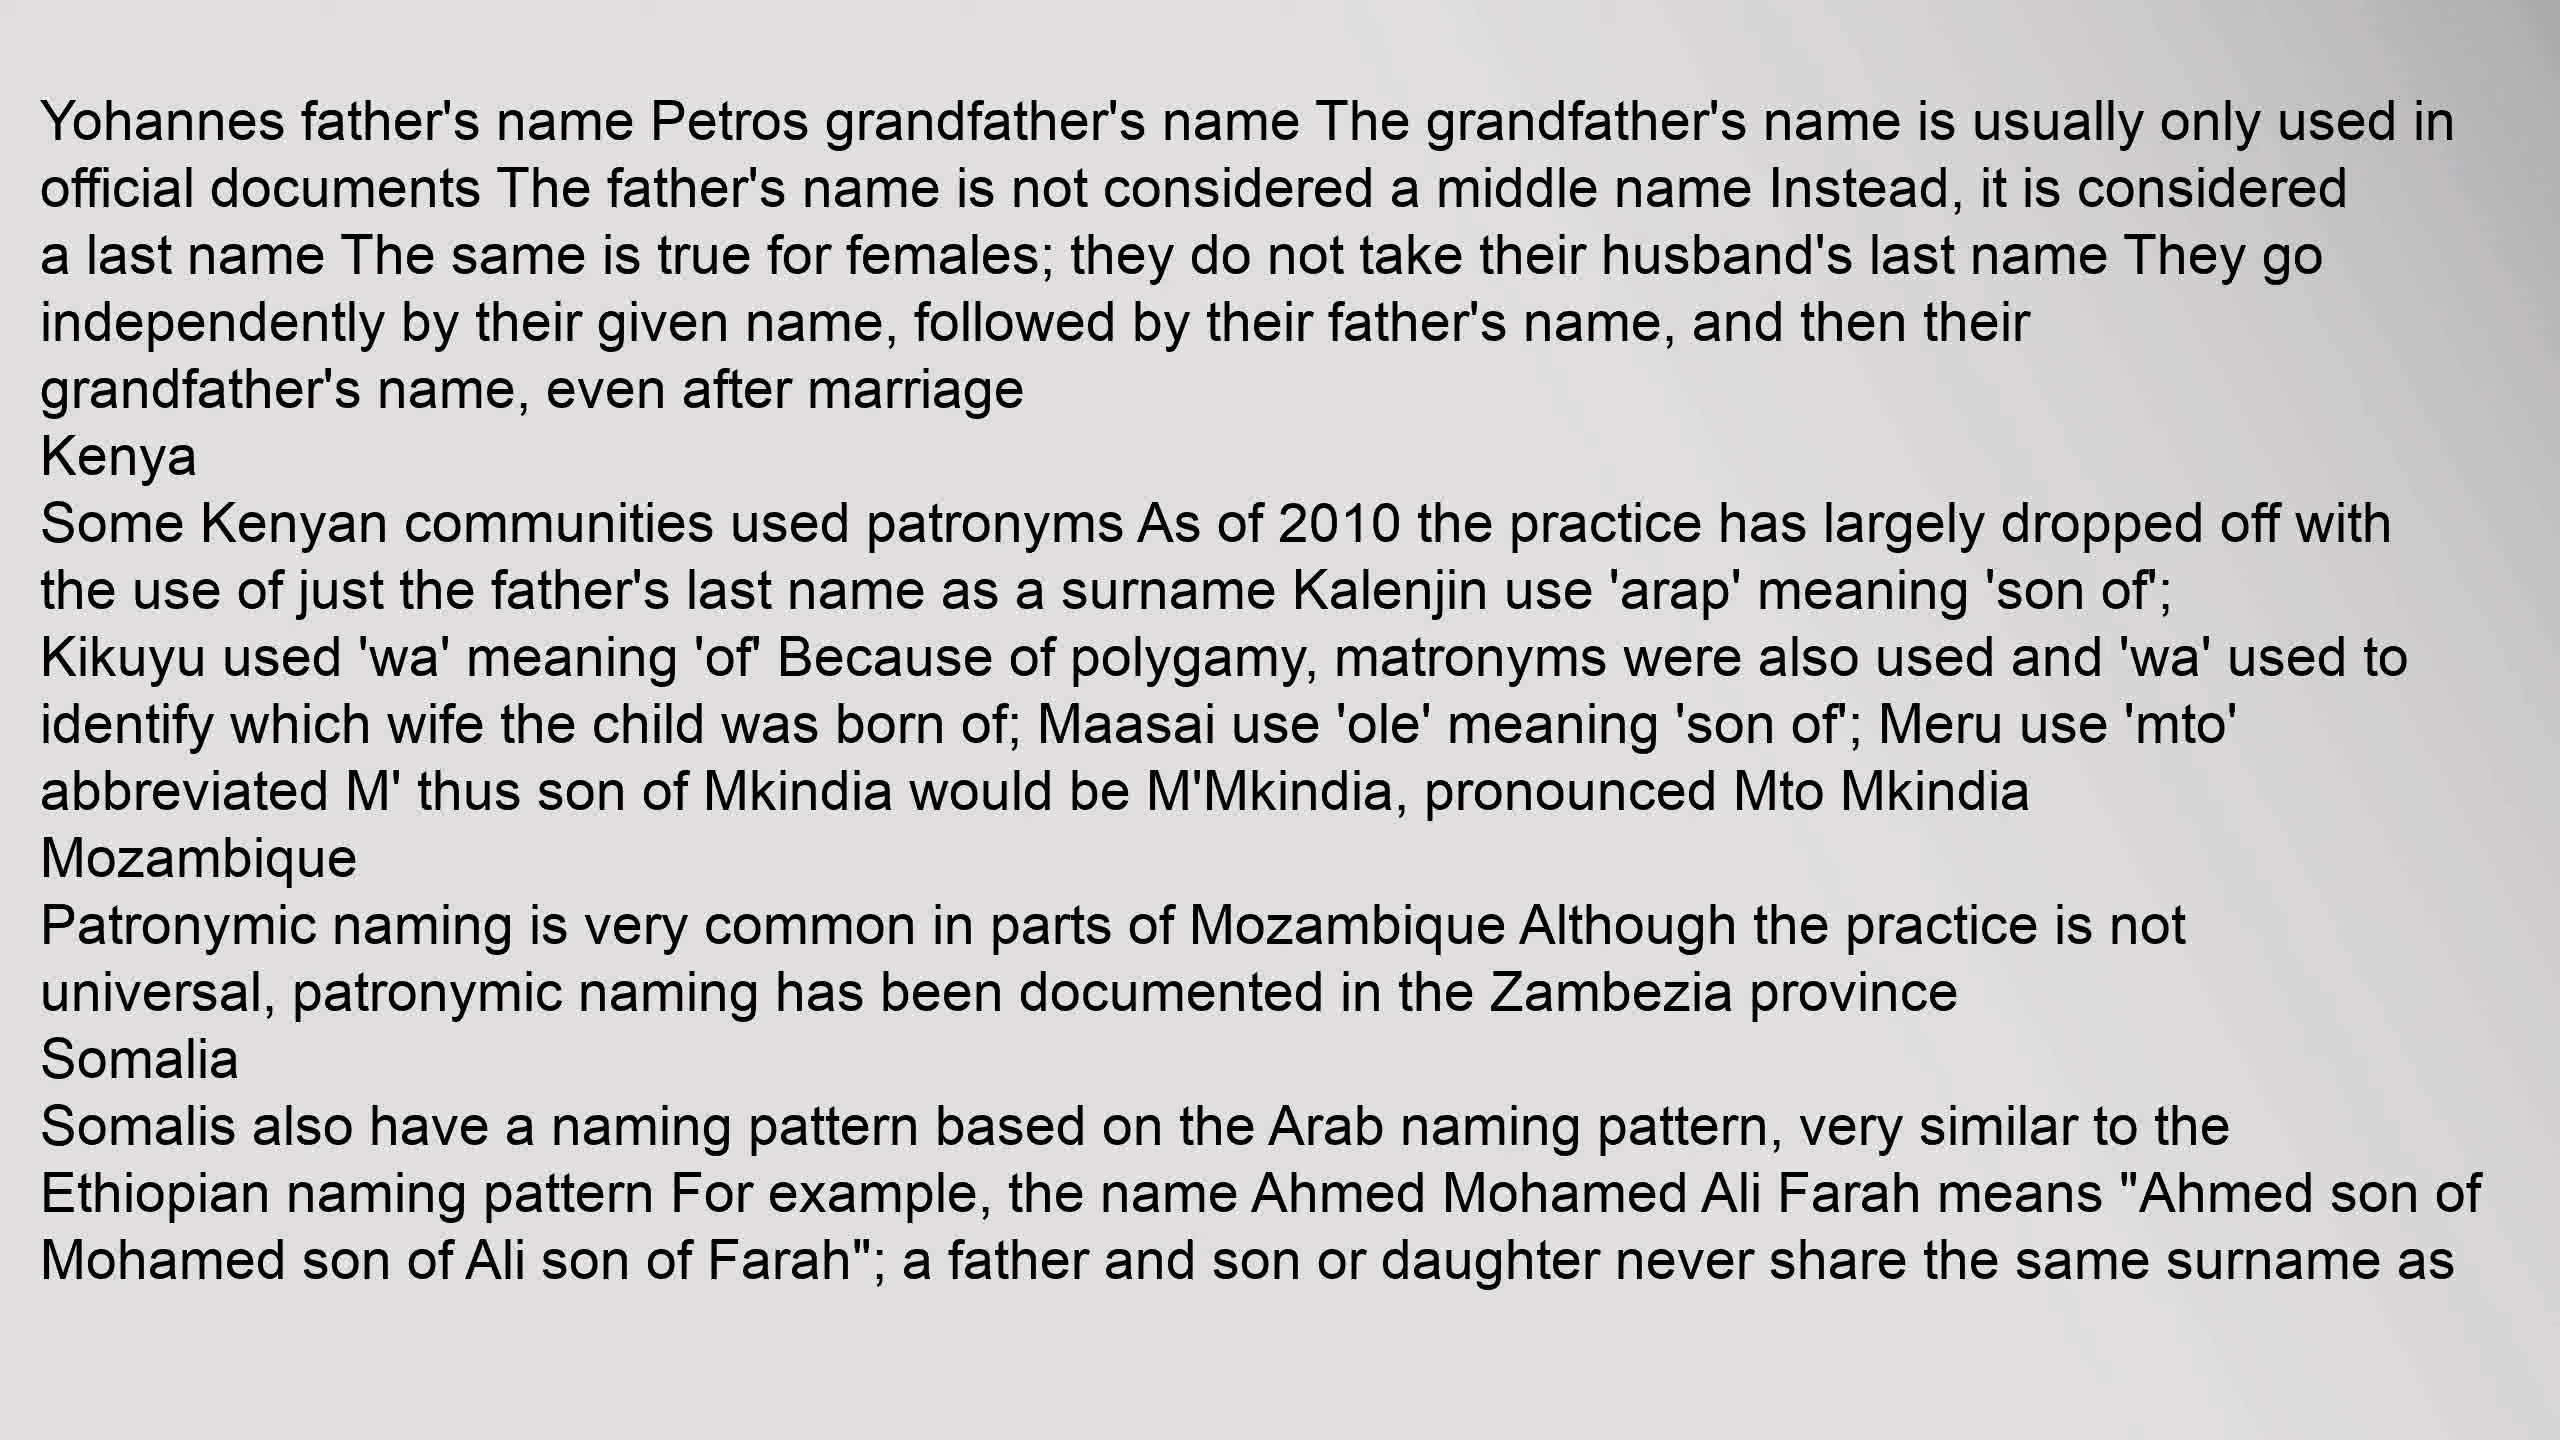 Yohannes father's name Petros grandfather's name The grandfather's name is usually only used in
official documents The father's name is not considered a middle name Instead, it is considered
a last name The same is true for females; they do not take their husband's last name They go
independently by their given name, followed by their father's name, and then their
grandfather's name, even after marriage
Kenya
Some Kenyan communities used patronyms As of 2010 the practice has largely dropped off with
the use of just the father's last name as a surname Kalenjin use 'arap' meaning 'son of';
Kikuyu used 'wa' meaning 'of' Because of polygamy, matronyms were also used and 'wa' used to
identify which wife the child was born of; Maasai use 'ole' meaning 'son of'; Meru use 'mto'
abbreviated M' thus son of Mkindia would be M'Mkindia, pronounced Mto Mkindia
Mozambique
Patronymic naming is very common in parts of Mozambique Although the practice is not
universal, patronymic naming has been documented in the Zambezia province
Somalia
Somalis also have a naming pattern based on the Arab naming pattern, very similar to the
Ethiopian naming pattern For example, the name Ahmed Mohamed Ali Farah means "Ahmed son of
Mohamed son of Ali son of Farah"; a father and son or daughter never share the same surname as